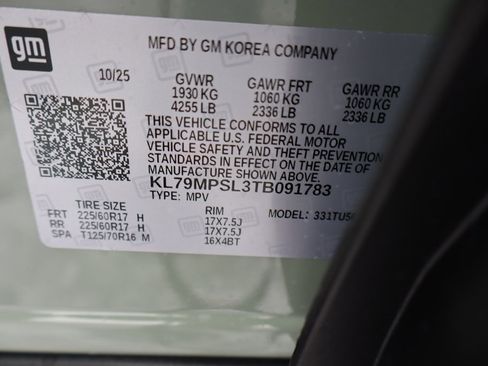 gm
MFD BY GM KOREA COMPANY
10/25 GVWR GAWR FRT GAWR RR
1930 KG 1060 KG 1060 KG
4255 LB 2336 LB 2336 LB
THIS VEHICLE CONFORMS TO ALL
APPLICABLE U.S. FEDERAL MOTOR
VEHICLE SAFETY AND THEFT PREVENTION
STANDARDS IN EFFECT ON THE DATE OF
MANUFACTURE SHOWN ABOVE.
KL79MPSL3TB091783
TYPE: MPV
TIRE SIZE RIM MODEL: 331TU5
FRT 225/60R17 H 17X7.5J
RR 225/60R17 H 17X7.5J
SPA T125/70R16 M 16X4BT